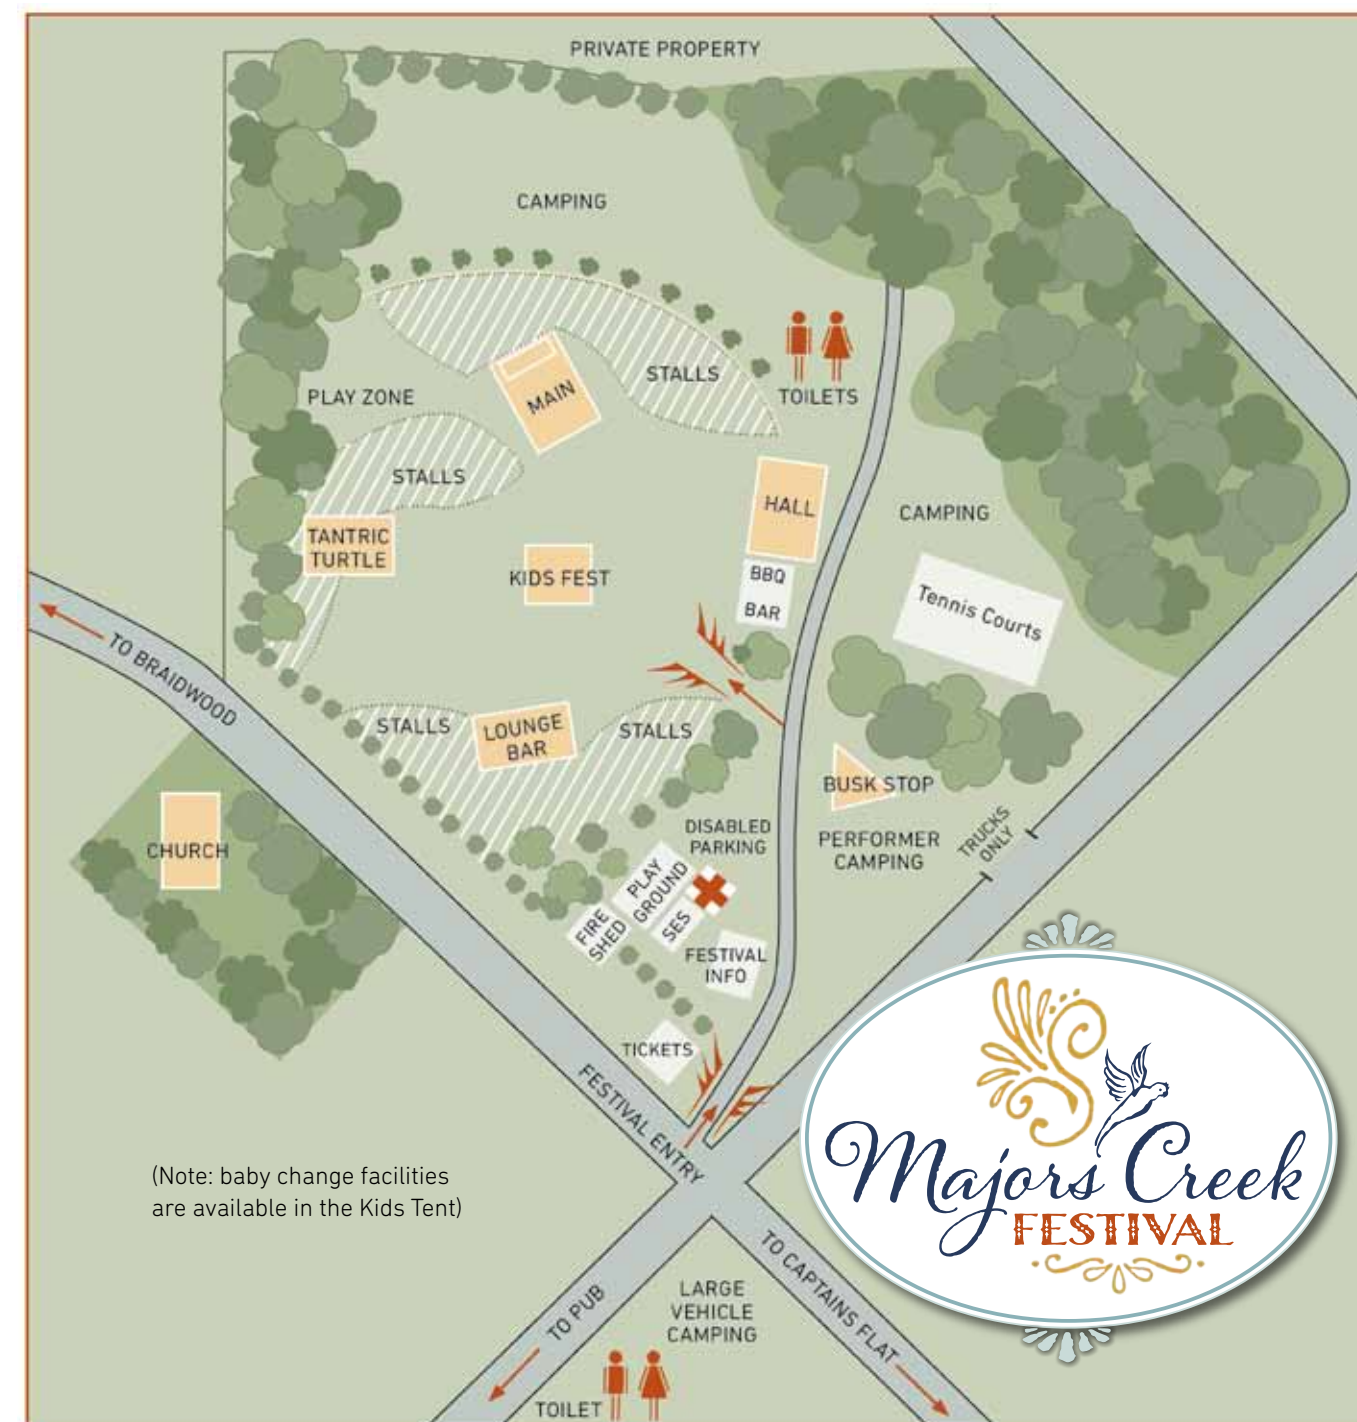 PRIVATE PROPERTY
CAMPING
STALLS
MAIN
TOILETS
PLAY ZONE
STALLS
HALL
CAMPING
TANTRIC
TURTLE
KIDS FEST
BBQ
BAR
Tennis Courts
TO BRAIDWOOD
STALLS
LOUNGE
BAR
STALLS
BUSK STOP
CHURCH
DISABLED
PARKING
PERFORMER
CAMPING
TRUCKS
ONLY
PLAY
GROUND
FIRE
SHED
SES
FESTIVAL
INFO
TICKETS
FESTIVAL ENTRY
(Note: baby change facilities
are available in the Kids Tent)
Majors Creek
FESTIVAL
TO CAPTAINS FLAT
LARGE
VEHICLE
CAMPING
TO PUB
TOILET